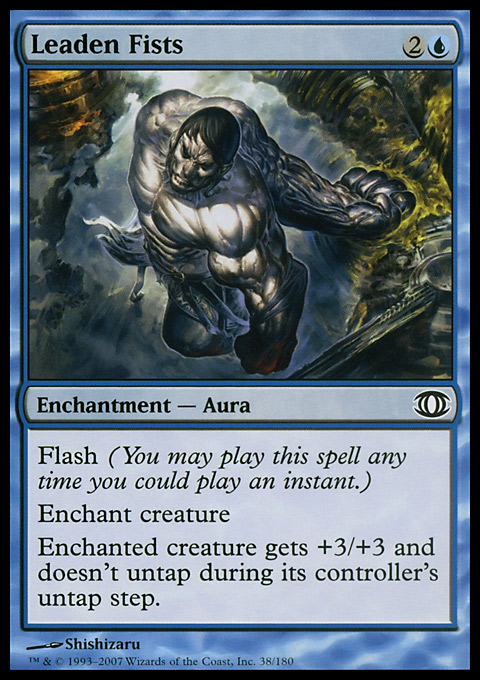 Leaden Fists 2
Enchantment — Aura
Flash (You may play this spell any
time you could play an instant.)
Enchant creature
Enchanted creature gets +3/+3 and
doesn't untap during its controller's
untap step.
Shishizaru
™ & © 1993–2007 Wizards of the Coast, Inc. 38/180